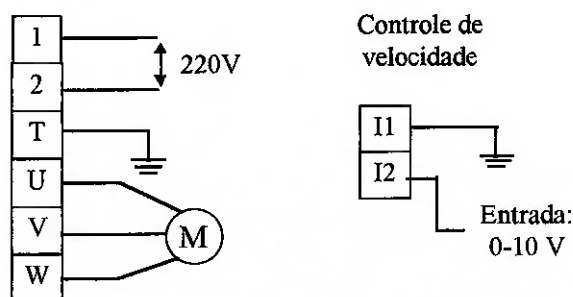 1
2
T
U
V
W
220V
M
Controle de
velocidade
I1
I2
Entrada:
0-10 V